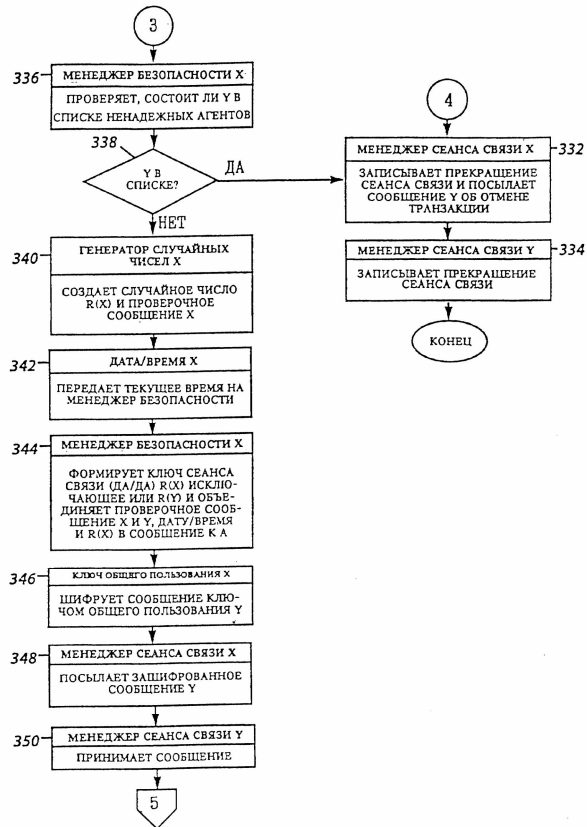 3
336
МЕНЕДЖЕР БЕЗОПАСНОСТИ X
ПРОВЕРЯЕТ, СОСТОИТ ЛИ Y В
СПИСКЕ НЕНАДЕЖНЫХ АГЕНТОВ
338
Y В
СПИСКЕ?
ДА
НЕТ
340
ГЕНЕРАТОР СЛУЧАЙНЫХ
ЧИСЕЛ X
СОЗДАЕТ СЛУЧАЙНОЕ ЧИСЛО
R(X) И ПРОВЕРОЧНОЕ
СООБЩЕНИЕ X
342
ДАТА/ВРЕМЯ X
ПЕРЕДАЕТ ТЕКУЩЕЕ ВРЕМЯ НА
МЕНЕДЖЕР БЕЗОПАСНОСТИ
344
МЕНЕДЖЕР БЕЗОПАСНОСТИ X
ФОРМИРУЕТ КЛЮЧ СЕАНСА
СВЯЗИ (ДА/ДА) R(X) ИСКЛЮ-
ЧАЮЩЕЕ ИЛИ R(Y) И ОБЪЕ-
ДИНЯЕТ ПРОВЕРОЧНОЕ СООБ-
ЩЕНИЕ X И Y, ДАТУ/ВРЕМЯ
И R(X) В СООБЩЕНИЕ К А
346
КЛЮЧ ОБЩЕГО ПОЛЬЗОВАНИЯ X
ШИФРУЕТ СООБЩЕНИЕ КЛЮ-
ЧОМ ОБЩЕГО ПОЛЬЗОВАНИЯ Y
348
МЕНЕДЖЕР СЕАНСА СВЯЗИ X
ПОСЫЛАЕТ ЗАШИФРОВАННОЕ
СООБЩЕНИЕ Y
350
МЕНЕДЖЕР СЕАНСА СВЯЗИ Y
ПРИНИМАЕТ СООБЩЕНИЕ
5
4
МЕНЕДЖЕР СЕАНСА СВЯЗИ X
332
ЗАПИСЫВАЕТ ПРЕКРАЩЕНИЕ
СЕАНСА СВЯЗИ И ПОСЫЛАЕТ
СООБЩЕНИЕ Y ОБ ОТМЕНЕ
ТРАНЗАКЦИИ
МЕНЕДЖЕР СЕАНСА СВЯЗИ Y
334
ЗАПИСЫВАЕТ ПРЕКРАЩЕНИЕ
СЕАНСА СВЯЗИ
КОНЕЦ